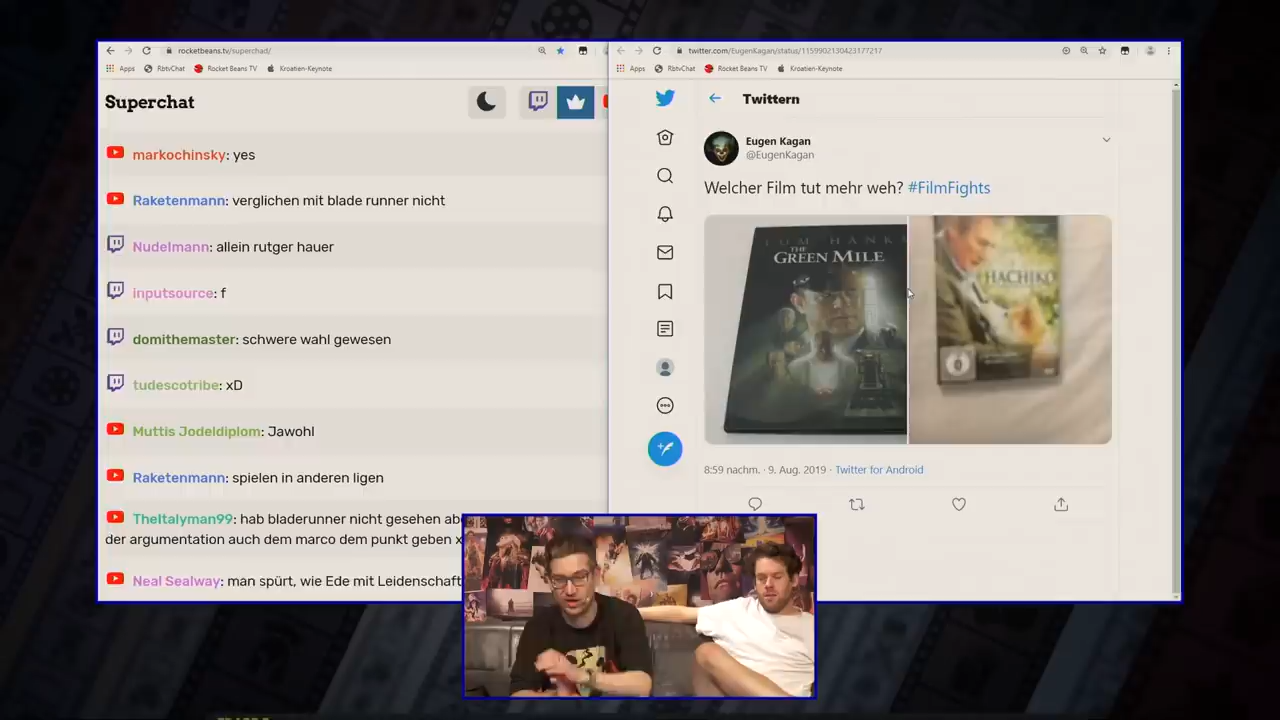 rocketbeans.tv/superchad/
Apps
RbtvChat
Rocket Beans TV
Kroatien-Keynote
Superchat
markochinsky: yes
Raketenmann: verglichen mit blade runner nicht
Nudelmann: allein rutger hauer
inputsource: f
domithemaster: schwere wahl gewesen
tudescotribe: xD
Muttis Jodeldiplom: Jawohl
Raketenmann: spielen in anderen ligen
TheItalyman99: hab bladerunner nicht gesehen abe
der argumentation auch dem marco dem punkt geben x
Neal Sealway: man spürt, wie Ede mit Leidenschaft
twitter.com/EugenKagan/status/1159902130423177217
Apps
RbtvChat
Rocket Beans TV
Kroatien-Keynote
Twittern
Eugen Kagan
@EugenKagan
Welcher Film tut mehr weh? #FilmFights
TOM HANKS
THE
GREEN MILE
HACHIKO
0
8:59 nachm. · 9. Aug. 2019 · Twitter for Android